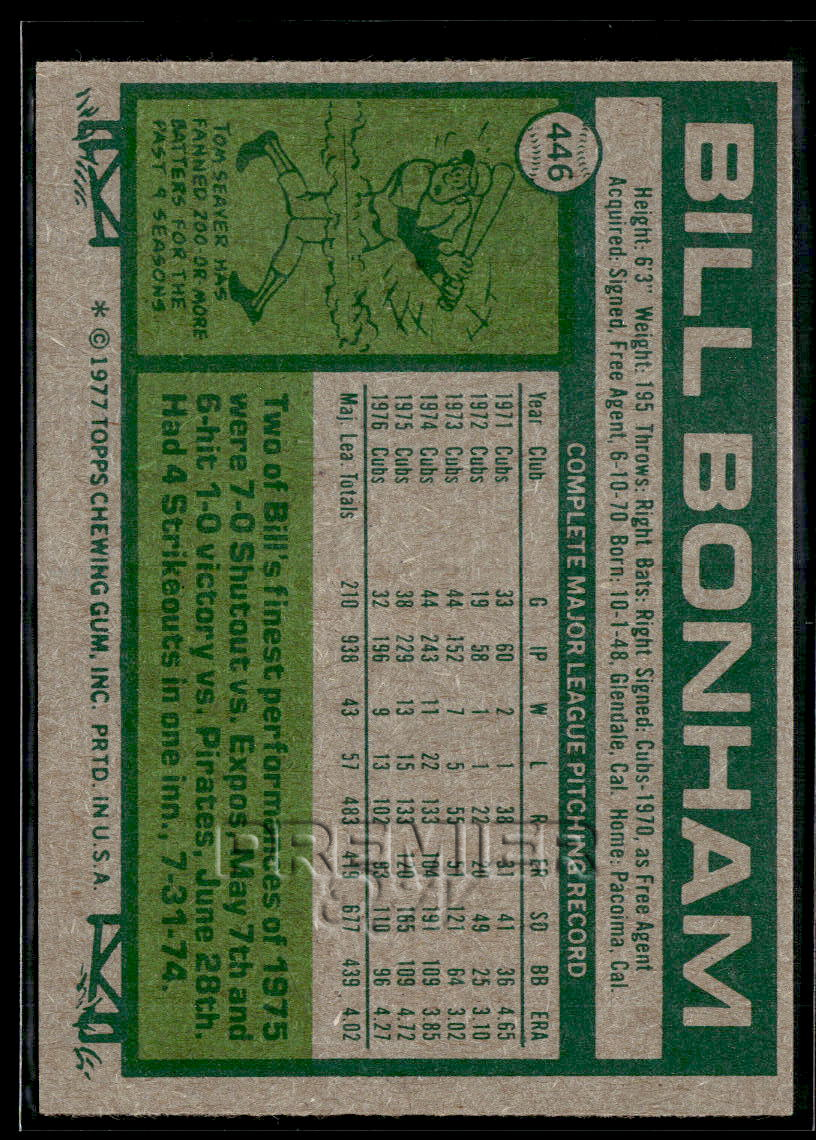 BILL BONHAM
446
Height: 6'3" Weight: 195 Throws: Right Bats: Right Signed: Cubs-1970, as Free Agent
Acquired: Signed, Free Agent, 6-10-70 Born: 10-1-48, Glendale, Cal. Home: Pacoima, Cal.
COMPLETE MAJOR LEAGUE PITCHING RECORD
Year Club G IP W L R ER SO BB ERA
1971 Cubs 33 60 2 1 38 31 41 36 4.65
1972 Cubs 19 58 1 1 22 20 49 25 3.10
1973 Cubs 44 152 7 5 55 51 121 64 3.02
1974 Cubs 44 243 11 22 133 104 191 109 3.85
1975 Cubs 38 229 13 15 133 120 165 109 4.72
1976 Cubs 32 196 9 13 102 93 110 96 4.27
Maj. Lea. Totals 210 938 43 57 483 419 677 439 4.02
TOM SEAVER HAS
FANNED 200 OR MORE
BATTERS FOR THE
PAST 9 SEASONS.
Two of Bill's finest performances of 1975
were 7-0 Shutout vs. Expos, May 7th and
6-hit 1-0 victory vs. Pirates, June 28th.
Had 4 Strikeouts in one inn., 7-31-74.
* © 1977 TOPPS CHEWING GUM, INC. PRTD. IN U.S.A.
PREMIER